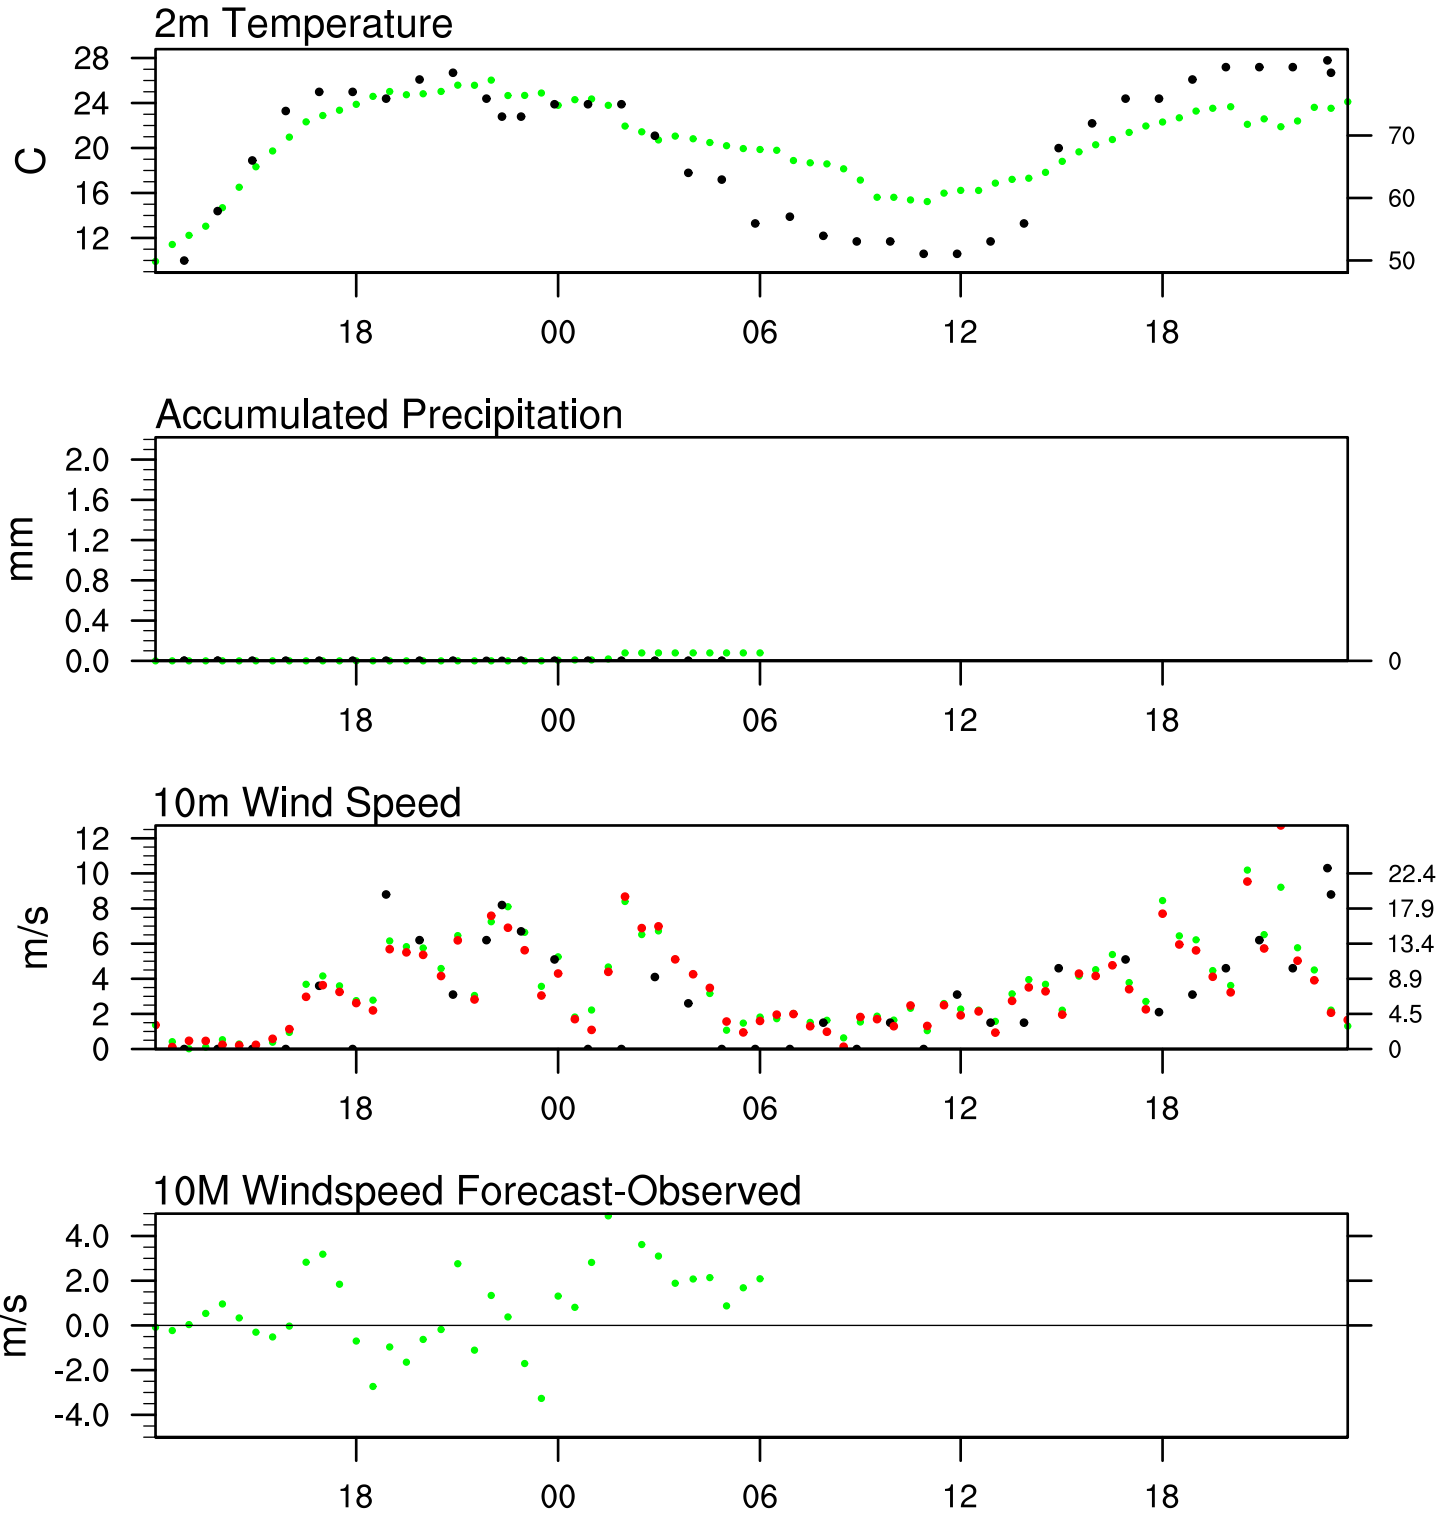 2m Temperature
28
24
20
16
12
C
70
60
50
18 00 06 12 18
Accumulated Precipitation
2.0
1.6
1.2
0.8
0.4
0.0
mm
0
18 00 06 12 18
10m Wind Speed
12
10
8
6
4
2
0
m/s
22.4
17.9
13.4
8.9
4.5
0
18 00 06 12 18
10M Windspeed Forecast-Observed
4.0
2.0
0.0
-2.0
-4.0
m/s
18 00 06 12 18